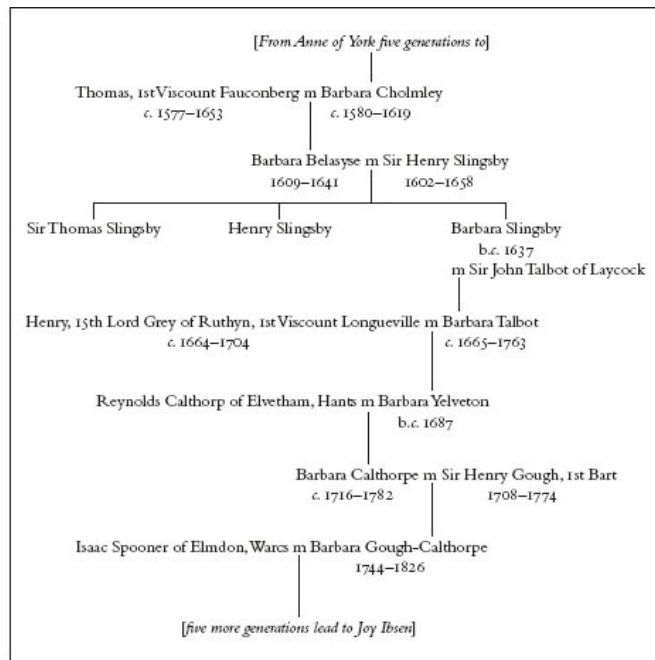 [From Anne of York five generations to]
Thomas, 1st Viscount Fauconberg m Barbara Cholmley
c. 1577–1653 c. 1580–1619
Barbara Belasyse m Sir Henry Slingsby
1609–1641 1602–1658
Sir Thomas Slingsby Henry Slingsby Barbara Slingsby
b.c. 1637
m Sir John Talbot of Laycock
Henry, 15th Lord Grey of Ruthyn, 1st Viscount Longueville m Barbara Talbot
c. 1664–1704 c. 1665–1763
Reynolds Calthorp of Elvetham, Hants m Barbara Yelveton
b.c. 1687
Barbara Calthorpe m Sir Henry Gough, 1st Bart
c. 1716–1782 1708–1774
Isaac Spooner of Elmdon, Warcs m Barbara Gough-Calthorpe
1744–1826
[five more generations lead to Joy Ibsen]